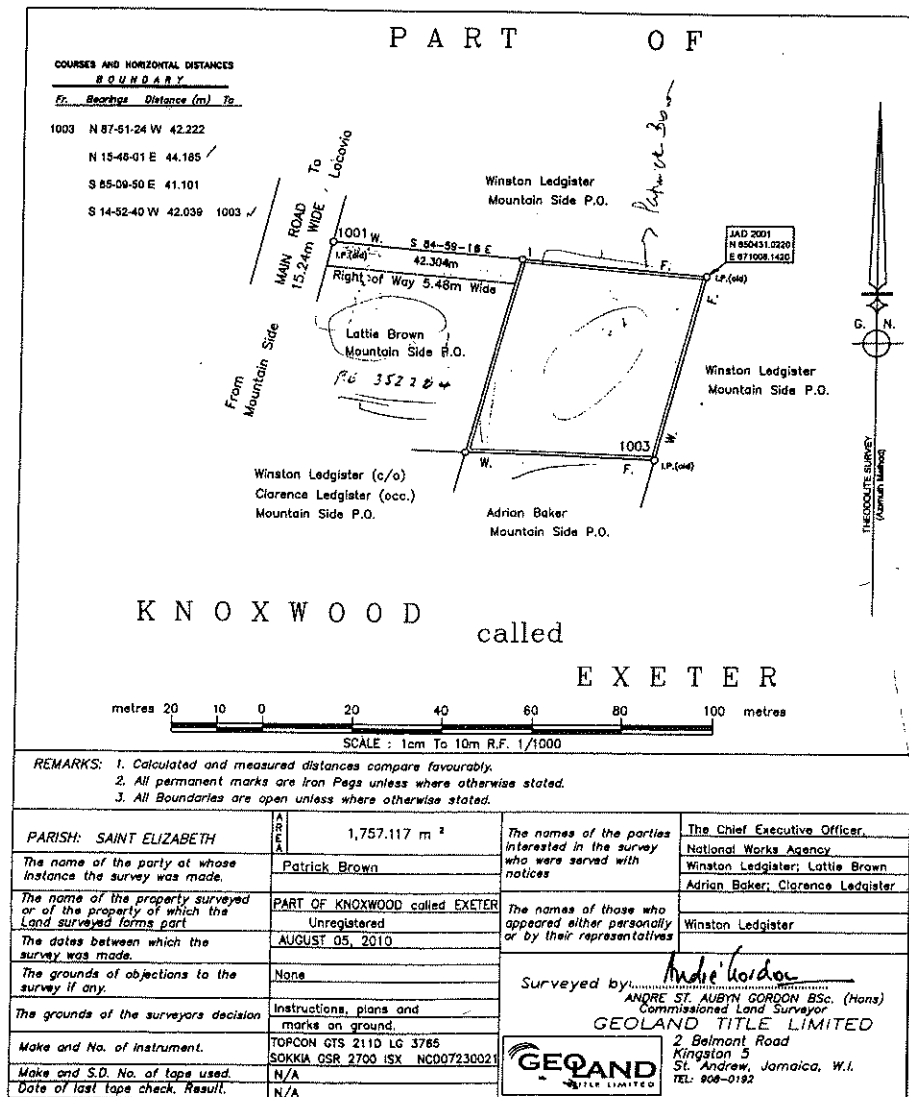 PART OF
COURSES AND HORIZONTAL DISTANCES
BOUNDARY
Fr. Bearings Distance (m) To
1003 N 87-51-24 W 42.222
N 15-48-01 E 44.185
S 85-09-50 E 41.101
S 14-52-40 W 42.039 1003
Patrick Brown
Winston Ledgister
Mountain Side P.O.
MAIN ROAD To Lacovia
15.24m WIDE
From
Mountain Side
1001 W.
I.P.(old)
S 84-59-16 E
42.304m
Right of Way 5.48m Wide
JAD 2001
N 650431.0220
E 671008.1420
F.
I.P.(old)
F.
Lattie Brown
Mountain Side P.O.
352204
Winston Ledgister
Mountain Side P.O.
G. N.
THEODOLITE SURVEY
(Azimuth Method)
1003
W.
W.
F.
I.P.(old)
Winston Ledgister (c/o)
Clarence Ledgister (occ.)
Mountain Side P.O.
Adrian Baker
Mountain Side P.O.
KNOXWOOD
called
EXETER
metres 20 10 0 20 40 60 80 100 metres
SCALE : 1cm To 10m R.F. 1/1000
REMARKS: 1. Calculated and measured distances compare favourably.
2. All permanent marks are Iron Pegs unless where otherwise stated.
3. All Boundaries are open unless where otherwise stated.
PARISH: SAINT ELIZABETH
AREA
1,757.117 m ²
The name of the party at whose
instance the survey was made.
Patrick Brown
The name of the property surveyed
or of the property of which the
Land surveyed forms part
PART OF KNOXWOOD called EXETER
Unregistered
The dates between which the
survey was made.
AUGUST 05, 2010
The grounds of objections to the
survey if any.
None
The grounds of the surveyors decision
Instructions, plans and
marks on ground.
Make and No. of instrument.
TOPCON GTS 211D LG 3765
SOKKIA GSR 2700 ISX NCD07230021
Make and S.D. No. of tape used.
N/A
Date of last tape check. Result.
N/A
The names of the parties
interested in the survey
who were served with
notices
The Chief Executive Officer,
National Works Agency
Winston Ledgister; Lattie Brown
Adrian Baker; Clarence Ledgister
The names of those who
appeared either personally
or by their representatives
Winston Ledgister
Surveyed by: André Gordon
ANDRE ST. AUBYN GORDON BSc. (Hons)
Commissioned Land Surveyor
GEOLAND TITLE LIMITED
2 Belmont Road
Kingston 5
St. Andrew, Jamaica, W.I.
TEL: 908-0192
GEOLAND
TITLE LIMITED